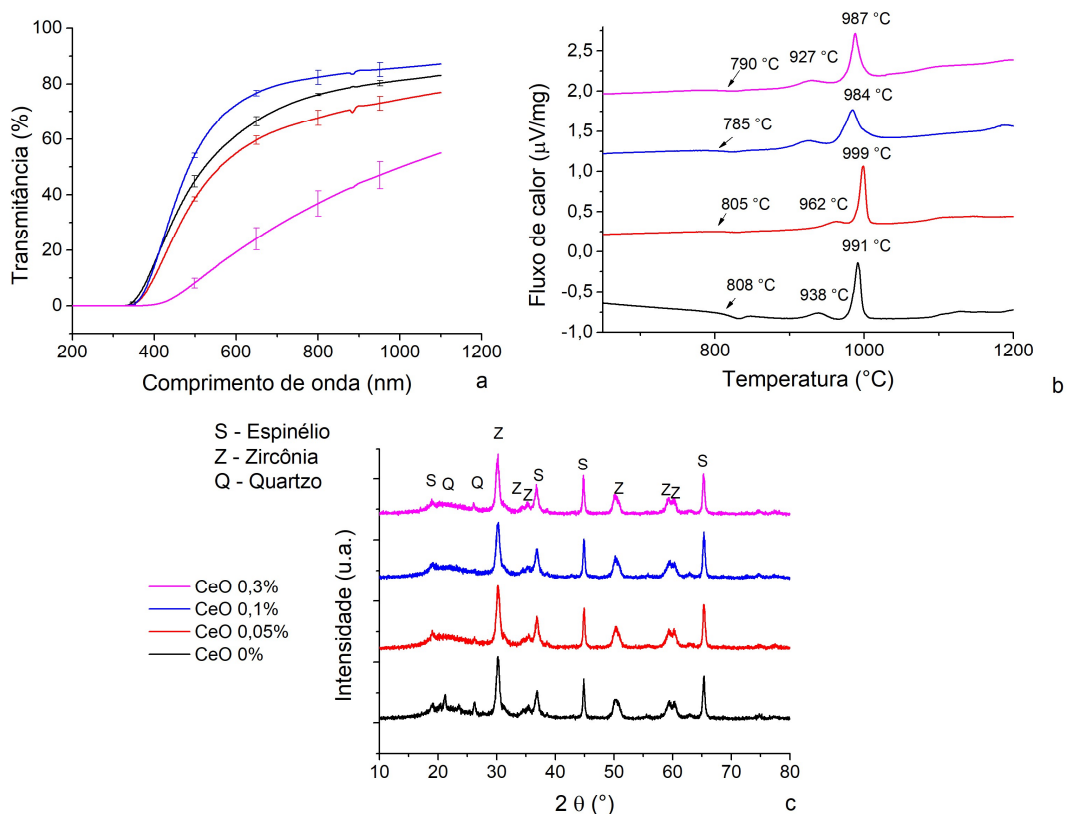 100
80
60
40
20
0
200 400 600 800 1000 1200
Transmitância (%)
Comprimento de onda (nm)
a
987 °C
927 °C
790 °C
984 °C
785 °C
999 °C
805 °C
962 °C
991 °C
808 °C
938 °C
2,5
2,0
1,5
1,0
0,5
0,0
-0,5
-1,0
800 1000 1200
Fluxo de calor (µV/mg)
Temperatura (°C)
b
S - Espinélio
Z - Zircônia
Q - Quartzo
CeO 0,3%
CeO 0,1%
CeO 0,05%
CeO 0%
S Q Q Z Z Z S S Z Z Z S
Intensidade (u.a.)
10 20 30 40 50 60 70 80
2 θ (°)
c